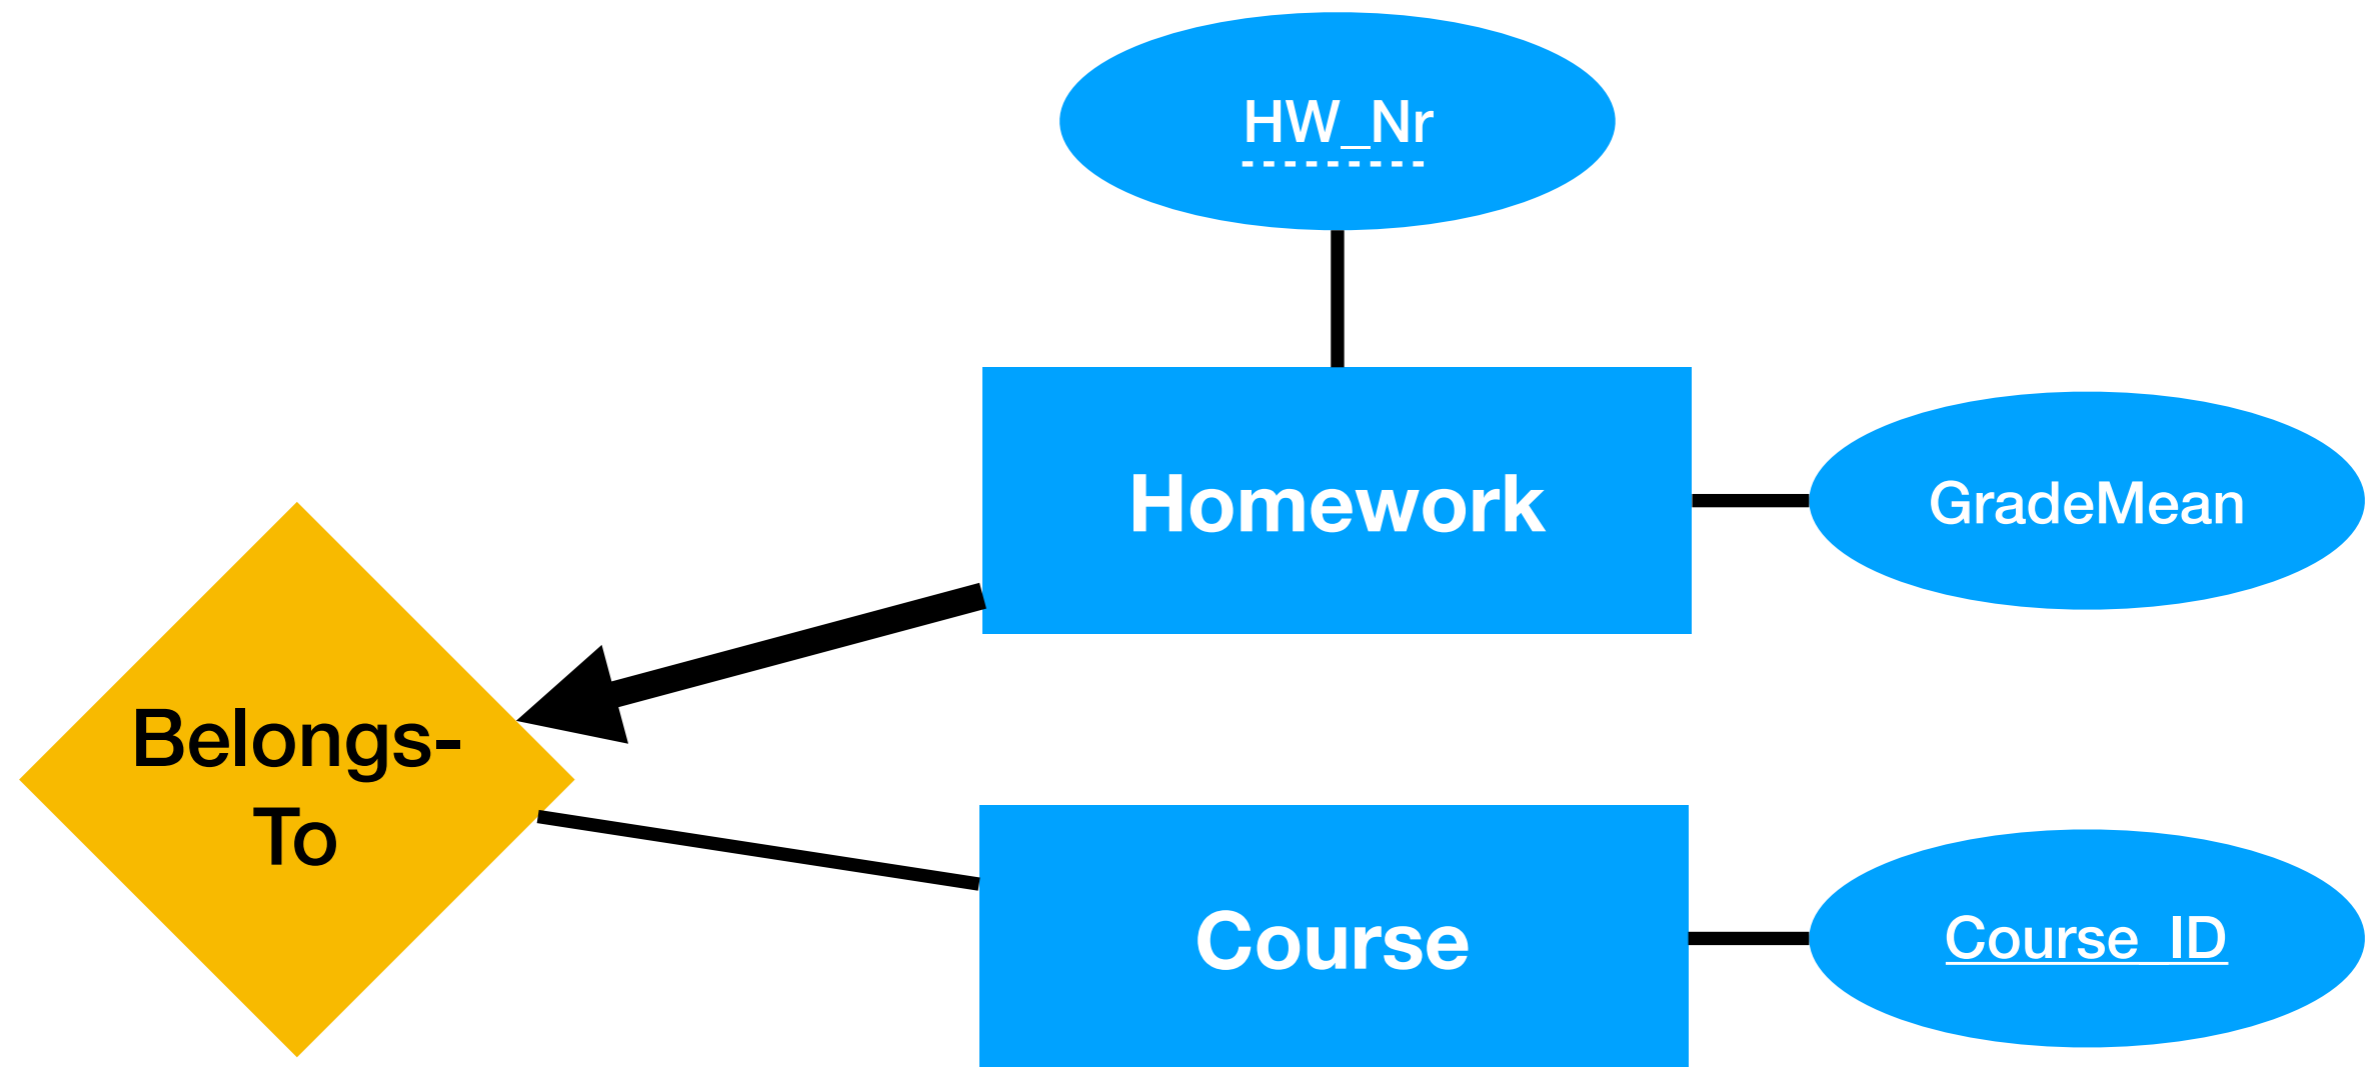 HW_Nr
Homework
GradeMean
Belongs-
To
Course
Course_ID